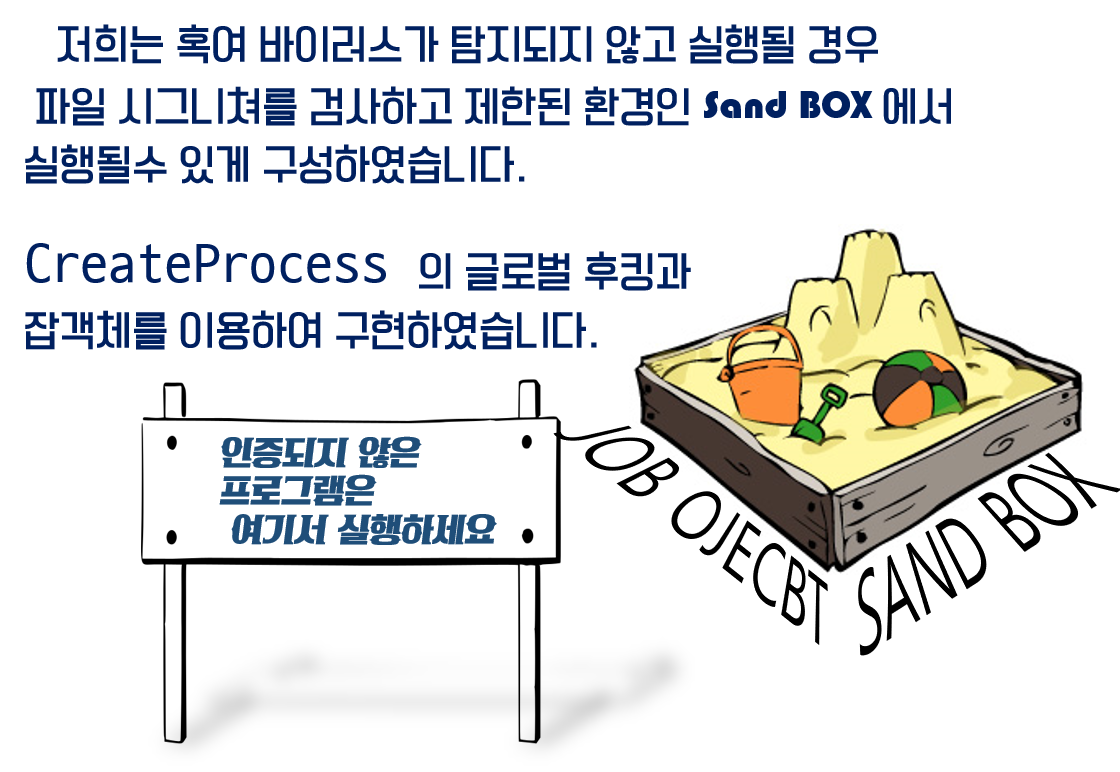 저희는 혹여 바이러스가 탐지되지 않고 실행될 경우
파일 시그니쳐를 검사하고 제한된 환경인 Sand BOX 에서
실행될수 있게 구성하였습니다.
CreateProcess 의 글로벌 후킹과
잡객체를 이용하여 구현하였습니다.
인증되지 않은
프로그램은
여기서 실행하세요
JOB OJECBT SAND BOX